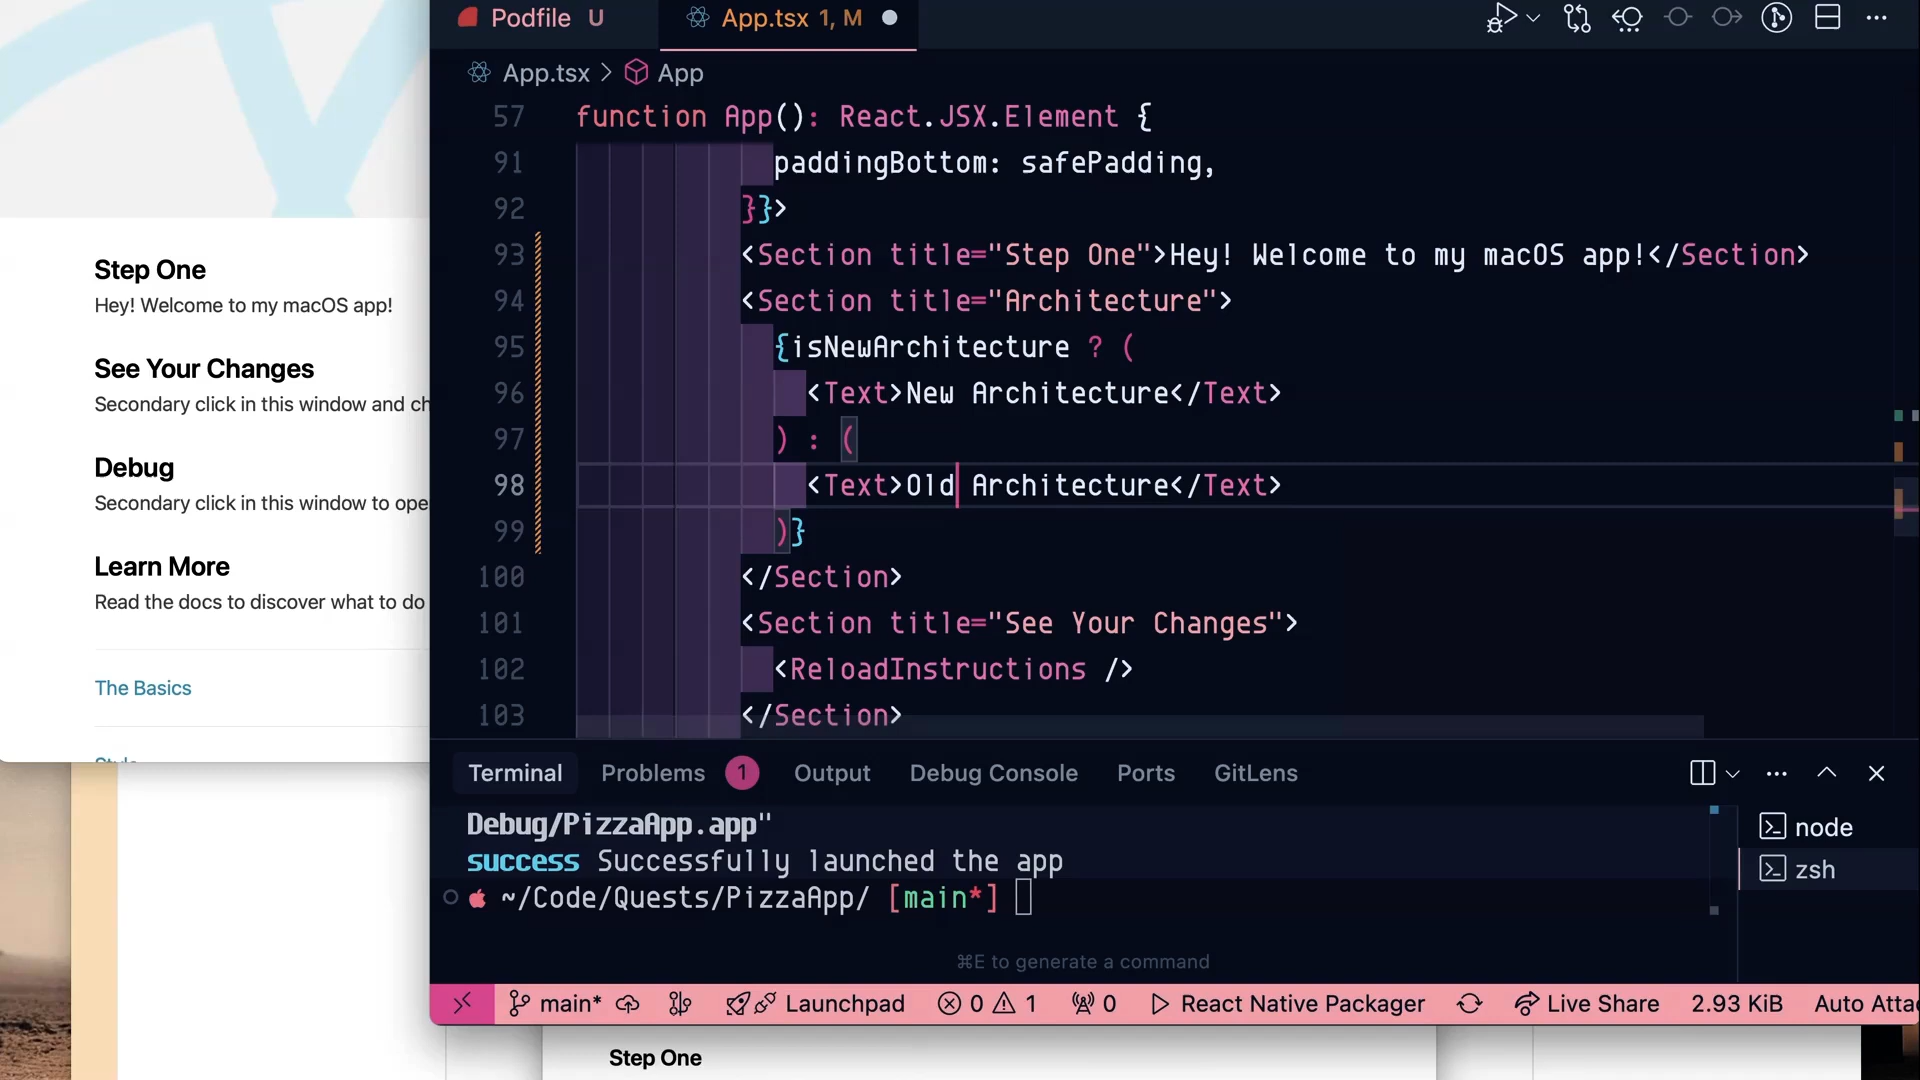 Podfile U
App.tsx 1, M
App.tsx > App
57 function App(): React.JSX.Element {
91 paddingBottom: safePadding,
92 }}>
93 <Section title="Step One">Hey! Welcome to my macOS app!</Section>
94 <Section title="Architecture">
95 {isNewArchitecture ? (
96 <Text>New Architecture</Text>
97 ) : (
98 <Text>Old Architecture</Text>
99 )}
100 </Section>
101 <Section title="See Your Changes">
102 <ReloadInstructions />
103 </Section>
Step One
Hey! Welcome to my macOS app!
See Your Changes
Secondary click in this window and ch
Debug
Secondary click in this window to ope
Learn More
Read the docs to discover what to do
The Basics
Terminal Problems 1 Output Debug Console Ports GitLens
Debug/PizzaApp.app"
success Successfully launched the app
~/Code/Quests/PizzaApp/ [main*]
⌘E to generate a command
node
zsh
main* Launchpad 0 1 0 React Native Packager Live Share 2.93 KiB Auto Atta
Step One